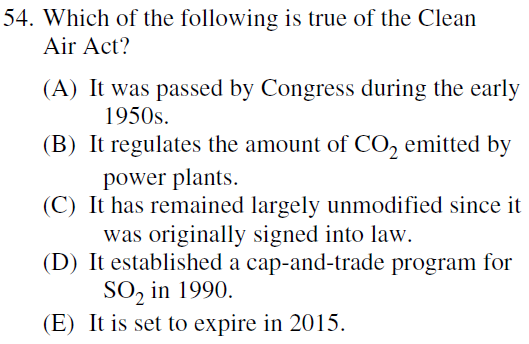 54. Which of the following is true of the Clean
Air Act?
(A) It was passed by Congress during the early
1950s.
(B) It regulates the amount of CO₂ emitted by
power plants.
(C) It has remained largely unmodified since it
was originally signed into law.
(D) It established a cap-and-trade program for
SO₂ in 1990.
(E) It is set to expire in 2015.